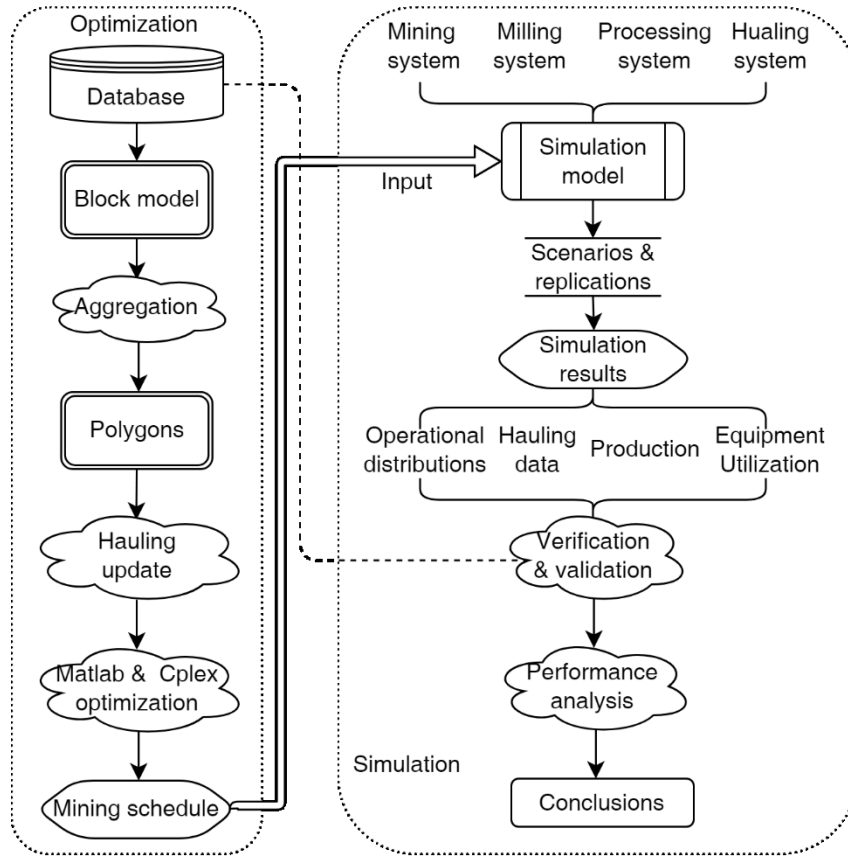 Optimization
Database
Block model
Aggregation
Polygons
Hauling
update
Matlab & Cplex
optimization
Mining schedule
Input
Mining
system
Milling
system
Processing
system
Hualing
system
Simulation
model
Scenarios &
replications
Simulation
results
Operational
distributions
Hauling
data
Production
Equipment
Utilization
Verification
& validation
Performance
analysis
Simulation
Conclusions